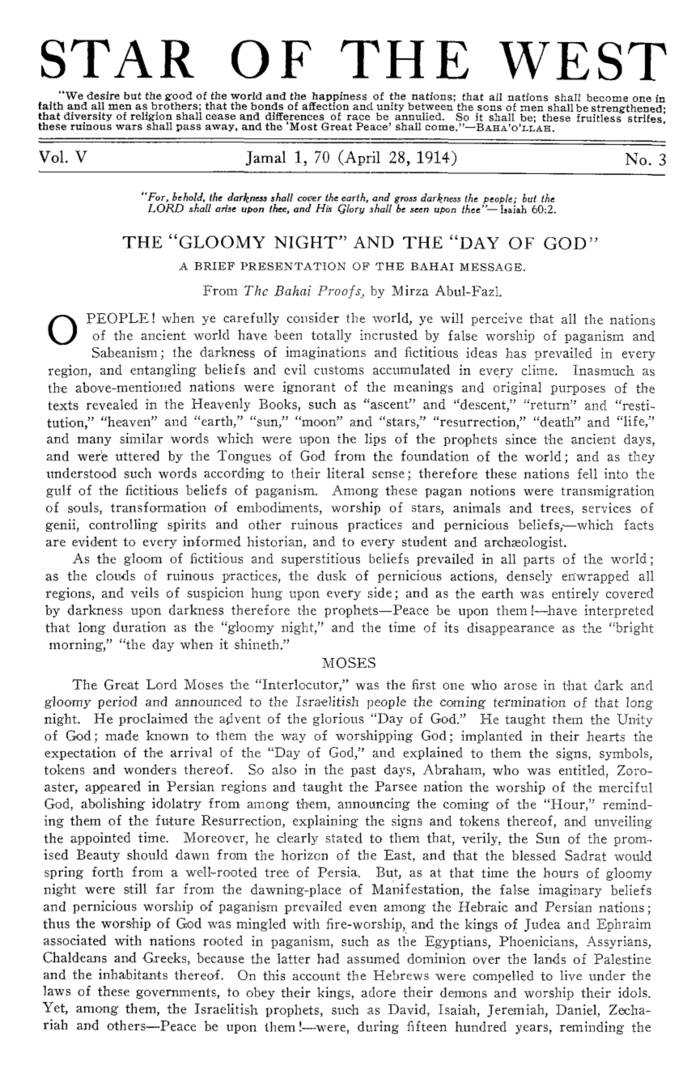 STAR OF THE WEST
"We desire but the good of the world and the happiness of the nations; that all nations shall become one in
faith and all men as brothers; that the bonds of affection and unity between the sons of men shall be strengthened;
that diversity of religion shall cease and differences of race be annulled. So it shall be; these fruitless strifes,
these ruinous wars shall pass away, and the 'Most Great Peace' shall come."—BAHA'O'LLAH.
Vol. V Jamal 1, 70 (April 28, 1914) No. 3
"For, behold, the darkness shall cover the earth, and gross darkness the people; but the
LORD shall arise upon thee, and His Glory shall be seen upon thee"—Isaiah 60:2.
THE "GLOOMY NIGHT" AND THE "DAY OF GOD"
A BRIEF PRESENTATION OF THE BAHAI MESSAGE.
From The Bahai Proofs, by Mirza Abul-Fazl.
O PEOPLE! when ye carefully consider the world, ye will perceive that all the nations
of the ancient world have been totally incrusted by false worship of paganism and
Sabeanism; the darkness of imaginations and fictitious ideas has prevailed in every
region, and entangling beliefs and evil customs accumulated in every clime. Inasmuch as
the above-mentioned nations were ignorant of the meanings and original purposes of the
texts revealed in the Heavenly Books, such as "ascent" and "descent," "return" and "resti-
tution," "heaven" and "earth," "sun," "moon" and "stars," "resurrection," "death" and "life,"
and many similar words which were upon the lips of the prophets since the ancient days,
and were uttered by the Tongues of God from the foundation of the world; and as they
understood such words according to their literal sense; therefore these nations fell into the
gulf of the fictitious beliefs of paganism. Among these pagan notions were transmigration
of souls, transformation of embodiments, worship of stars, animals and trees, services of
genii, controlling spirits and other ruinous practices and pernicious beliefs,—which facts
are evident to every informed historian, and to every student and archæologist.
As the gloom of fictitious and superstitious beliefs prevailed in all parts of the world;
as the clouds of ruinous practices, the dusk of pernicious actions, densely enwrapped all
regions, and veils of suspicion hung upon every side; and as the earth was entirely covered
by darkness upon darkness therefore the prophets—Peace be upon them!—have interpreted
that long duration as the "gloomy night," and the time of its disappearance as the "bright
morning," "the day when it shineth."
MOSES
The Great Lord Moses the "Interlocutor," was the first one who arose in that dark and
gloomy period and announced to the Israelitish people the coming termination of that long
night. He proclaimed the advent of the glorious "Day of God." He taught them the Unity
of God; made known to them the way of worshipping God; implanted in their hearts the
expectation of the arrival of the "Day of God," and explained to them the signs, symbols,
tokens and wonders thereof. So also in the past days, Abraham, who was entitled, Zoro-
aster, appeared in Persian regions and taught the Parsee nation the worship of the merciful
God, abolishing idolatry from among them, announcing the coming of the "Hour," remind-
ing them of the future Resurrection, explaining the signs and tokens thereof, and unveiling
the appointed time. Moreover, he clearly stated to them that, verily, the Sun of the prom-
ised Beauty should dawn from the horizon of the East, and that the blessed Sadrat would
spring forth from a well-rooted tree of Persia. But, as at that time the hours of gloomy
night were still far from the dawning-place of Manifestation, the false imaginary beliefs
and pernicious worship of paganism prevailed even among the Hebraic and Persian nations;
thus the worship of God was mingled with fire-worship, and the kings of Judea and Ephraim
associated with nations rooted in paganism, such as the Egyptians, Phoenicians, Assyrians,
Chaldeans and Greeks, because the latter had assumed dominion over the lands of Palestine
and the inhabitants thereof. On this account the Hebrews were compelled to live under the
laws of these governments, to obey their kings, adore their demons and worship their idols.
Yet, among them, the Israelitish prophets, such as David, Isaiah, Jeremiah, Daniel, Zecha-
riah and others—Peace be upon them!—were, during fifteen hundred years, reminding the